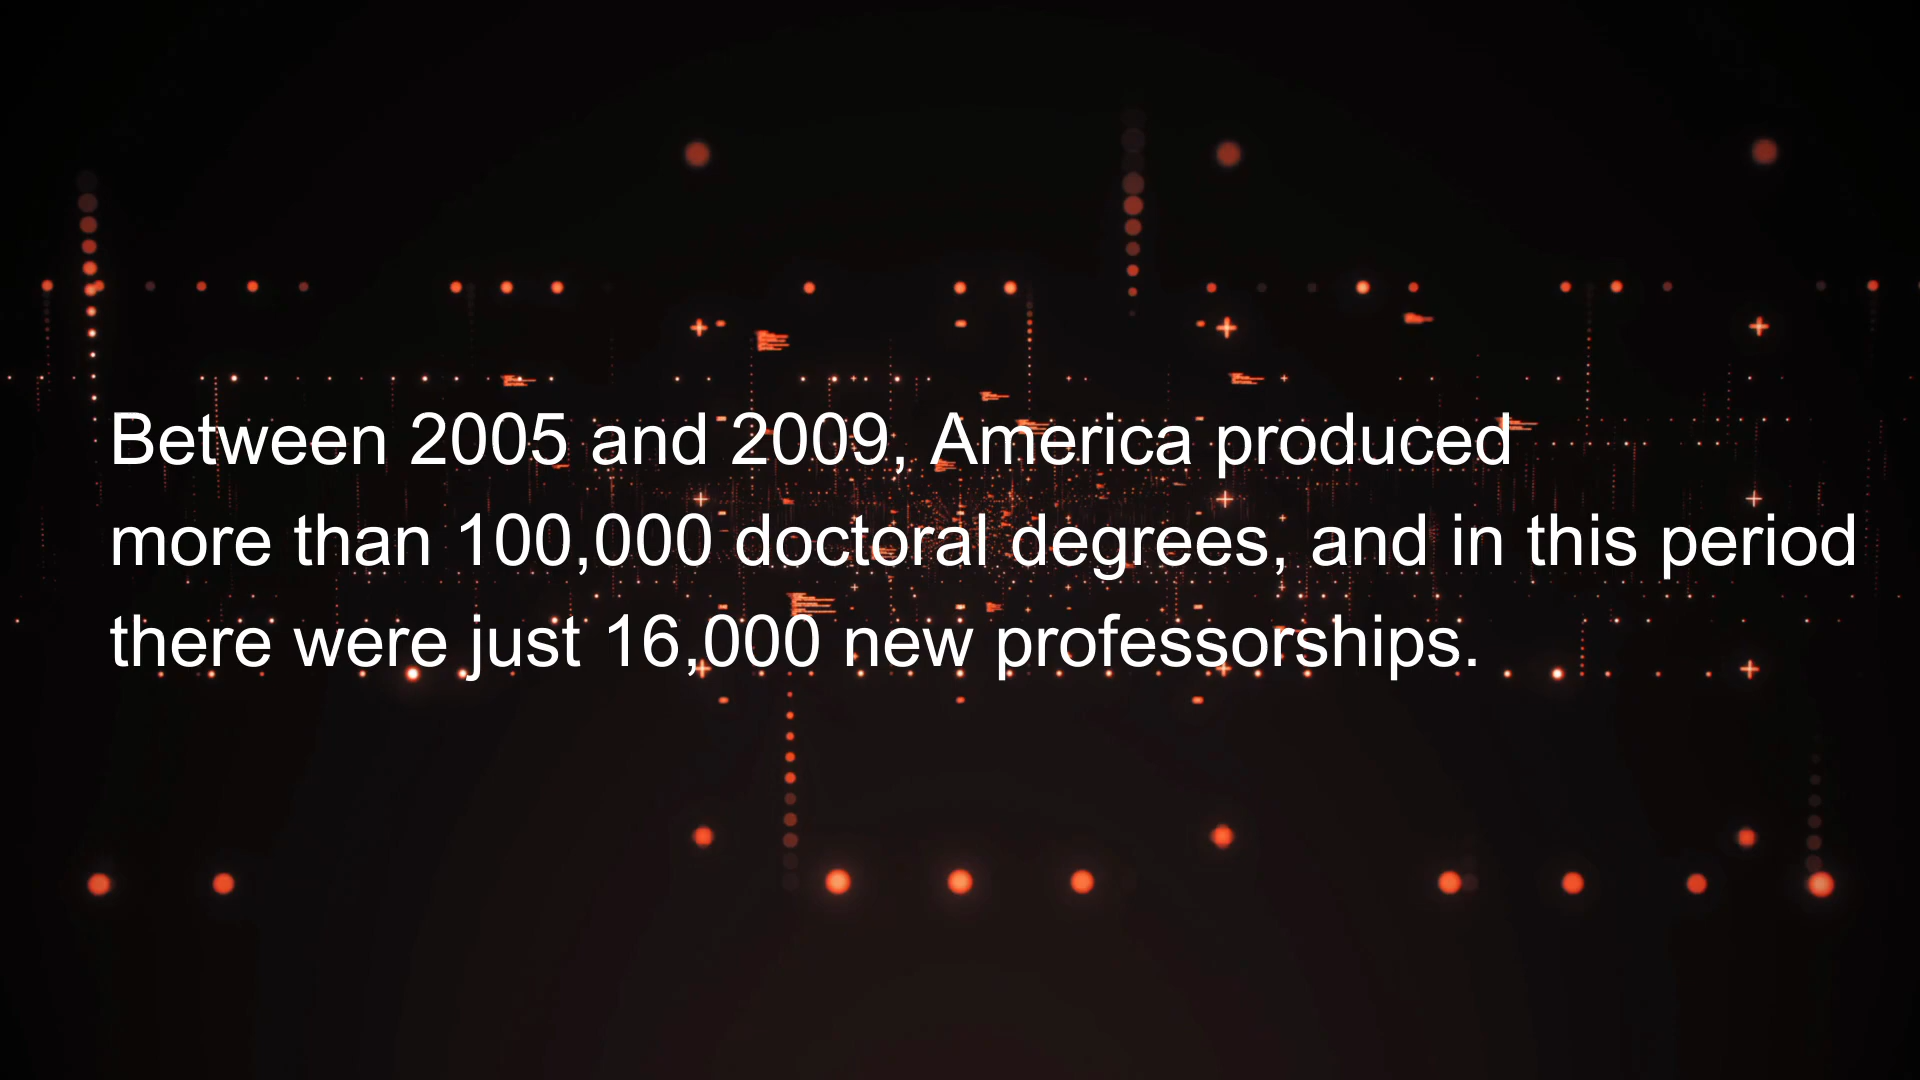 Between 2005 and 2009, America produced
more than 100,000 doctoral degrees, and in this period
there were just 16,000 new professorships.